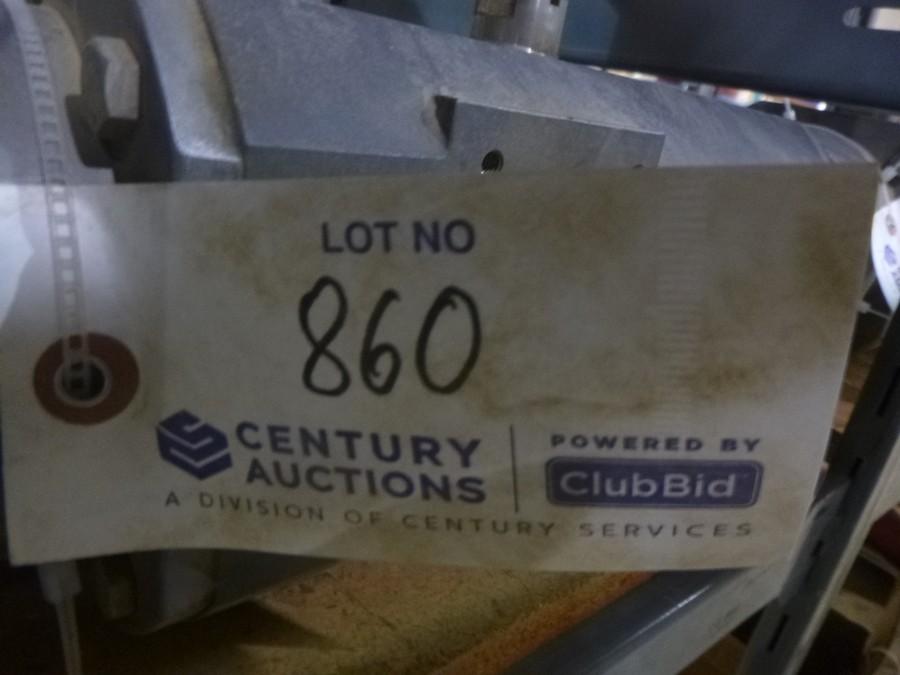 LOT NO
860
CENTURY
AUCTIONS
A DIVISION OF CENTURY SERVICES
POWERED BY
ClubBid